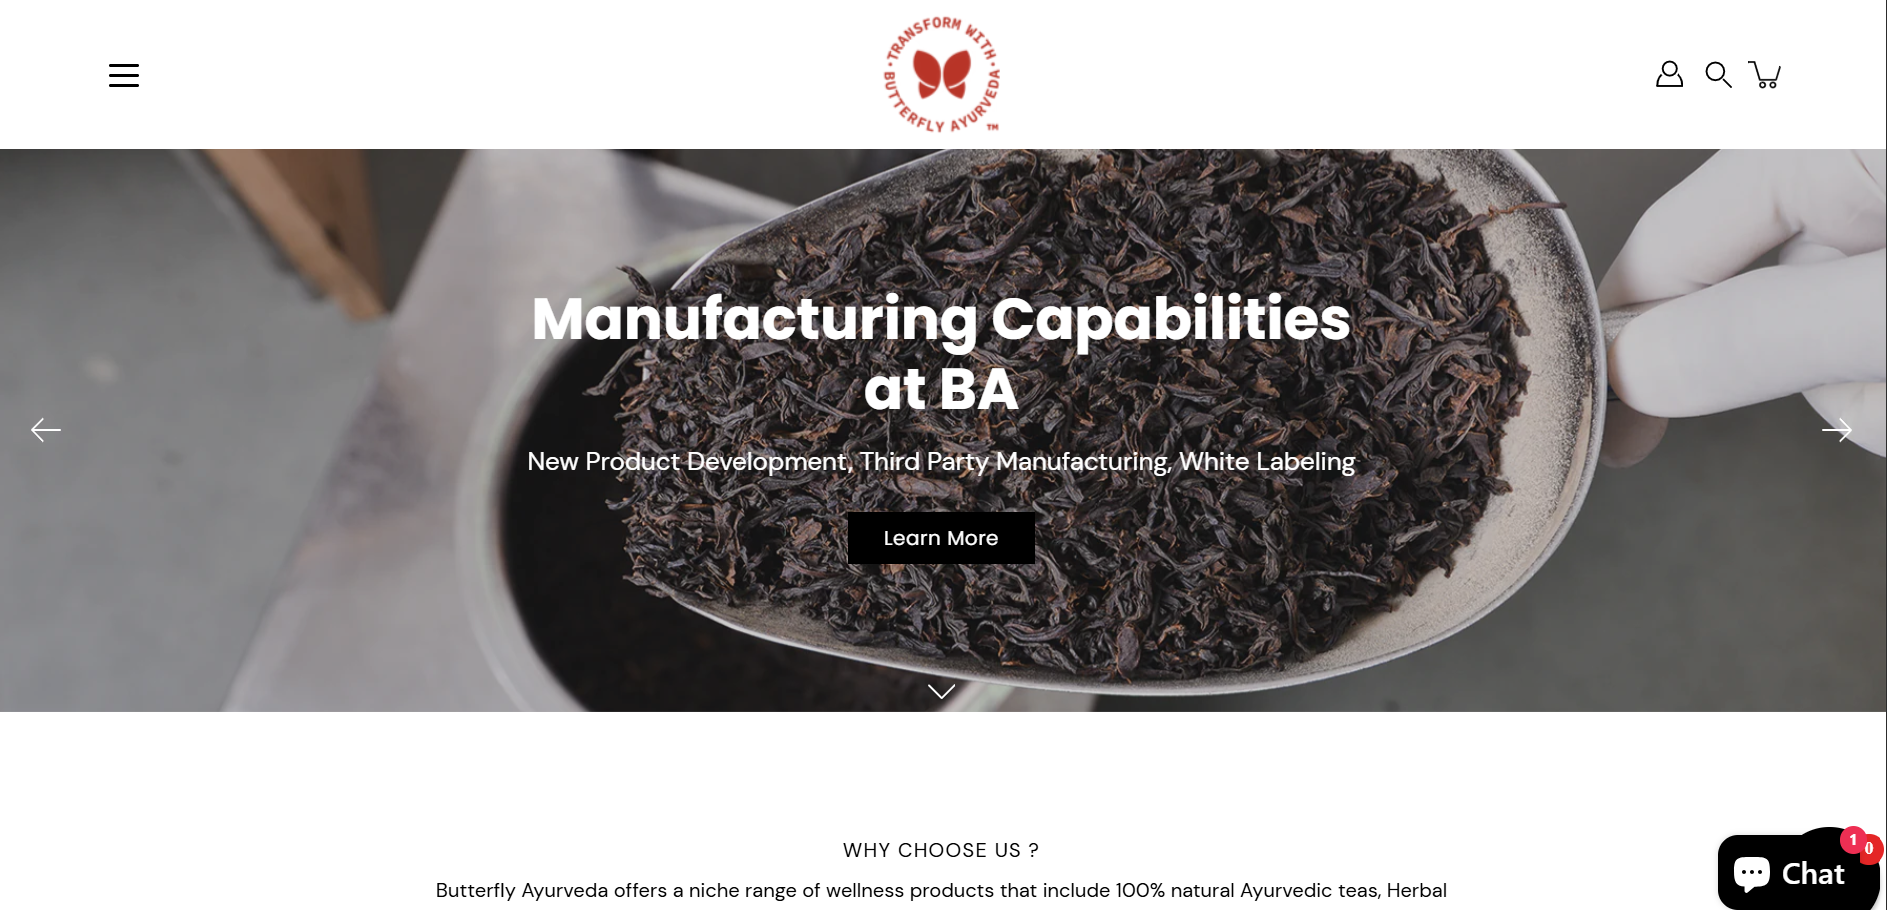 TRANSFORM WITH
BUTTERFLY AYURVEDA
TM
Manufacturing Capabilities
at BA
New Product Development, Third Party Manufacturing, White Labeling
Learn More
WHY CHOOSE US ?
Butterfly Ayurveda offers a niche range of wellness products that include 100% natural Ayurvedic teas, Herbal
1
0
Chat